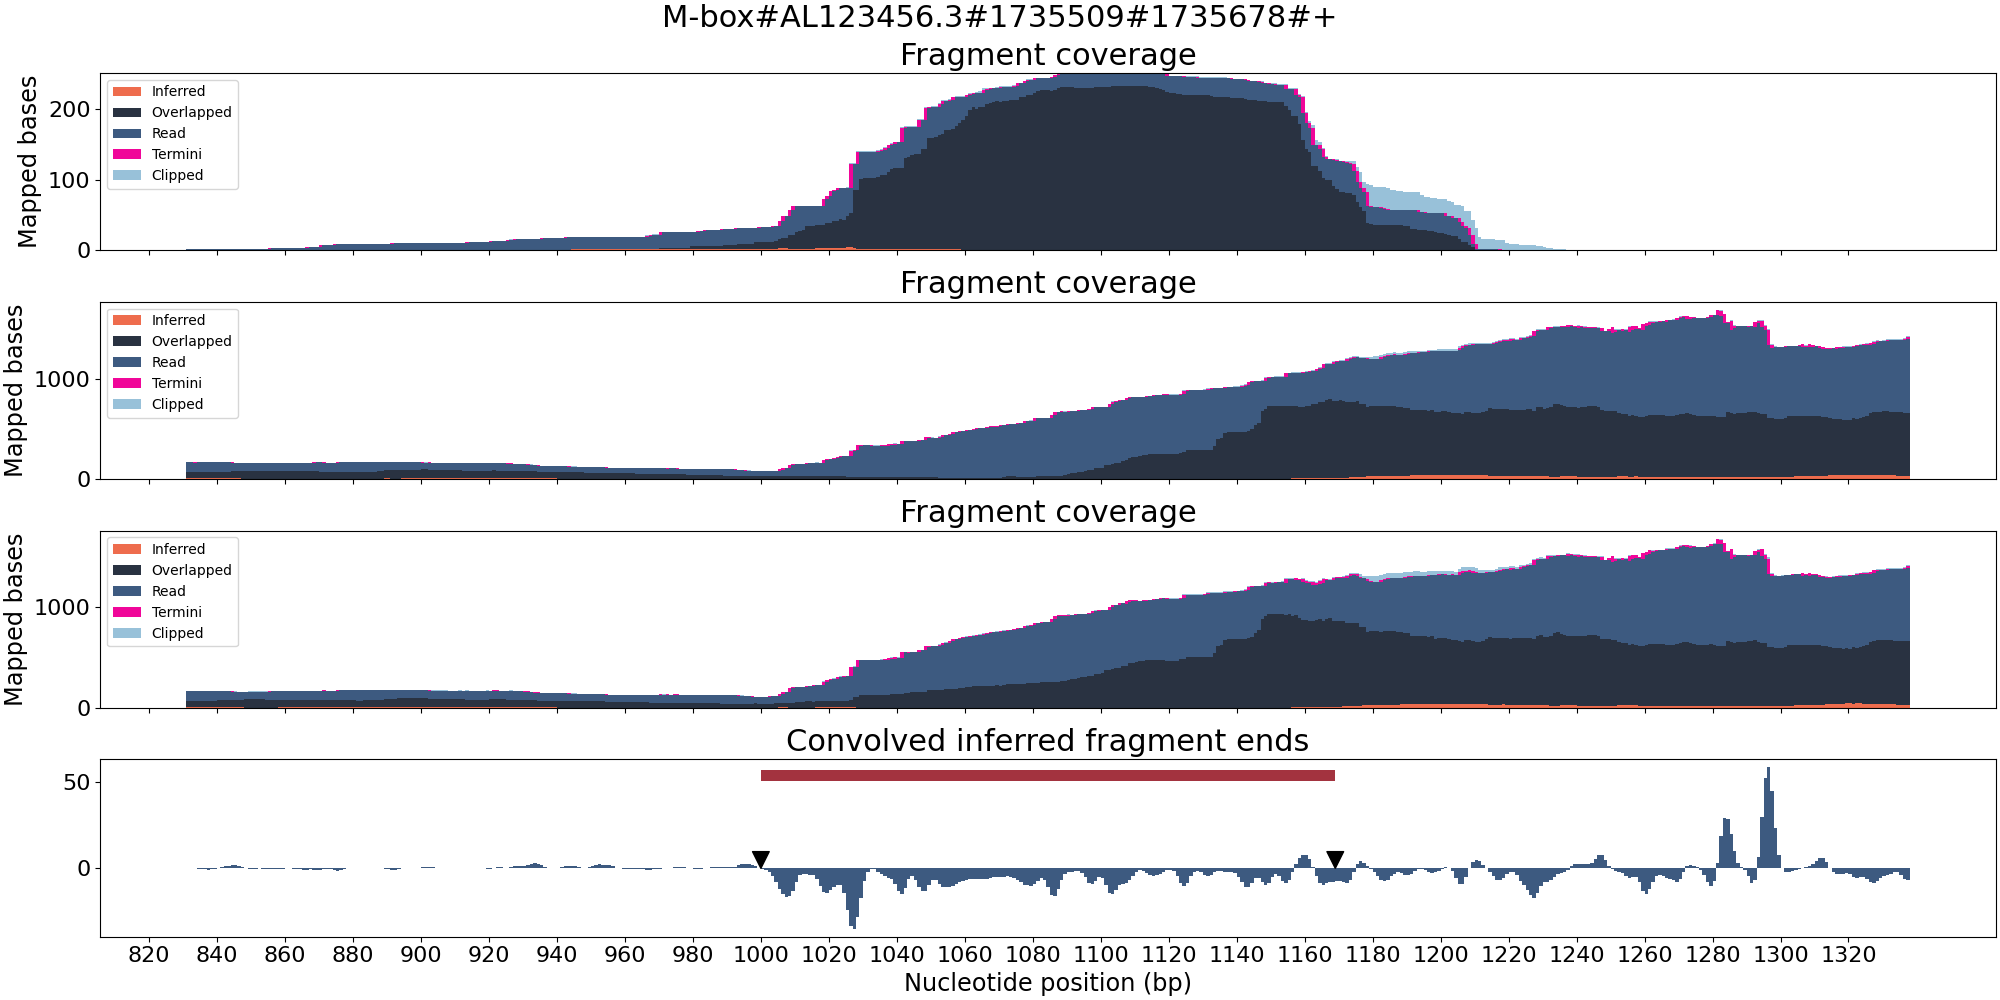 M-box#AL123456.3#1735509#1735678#+
Fragment coverage
Mapped bases
200
100
0
Inferred
Overlapped
Read
Termini
Clipped
Fragment coverage
Mapped bases
1000
0
Inferred
Overlapped
Read
Termini
Clipped
Fragment coverage
Mapped bases
1000
0
Inferred
Overlapped
Read
Termini
Clipped
Convolved inferred fragment ends
50
0
820 840 860 880 900 920 940 960 980 1000 1020 1040 1060 1080 1100 1120 1140 1160 1180 1200 1220 1240 1260 1280 1300 1320
Nucleotide position (bp)